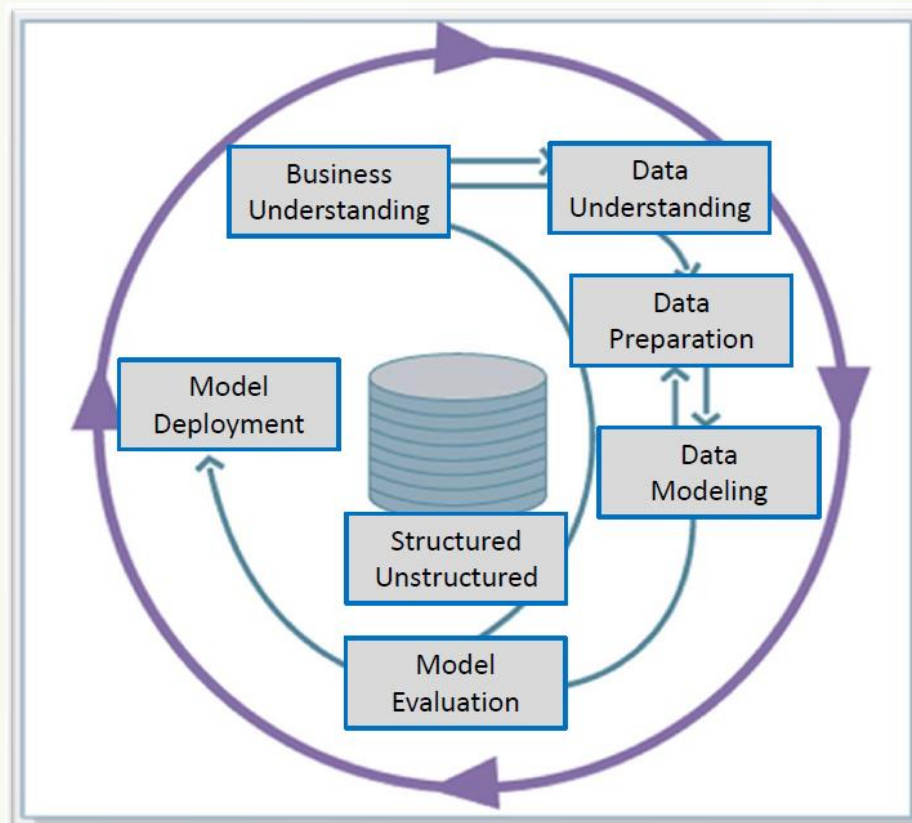 Business
Understanding
Data
Understanding
Data
Preparation
Model
Deployment
Data
Modeling
Structured
Unstructured
Model
Evaluation